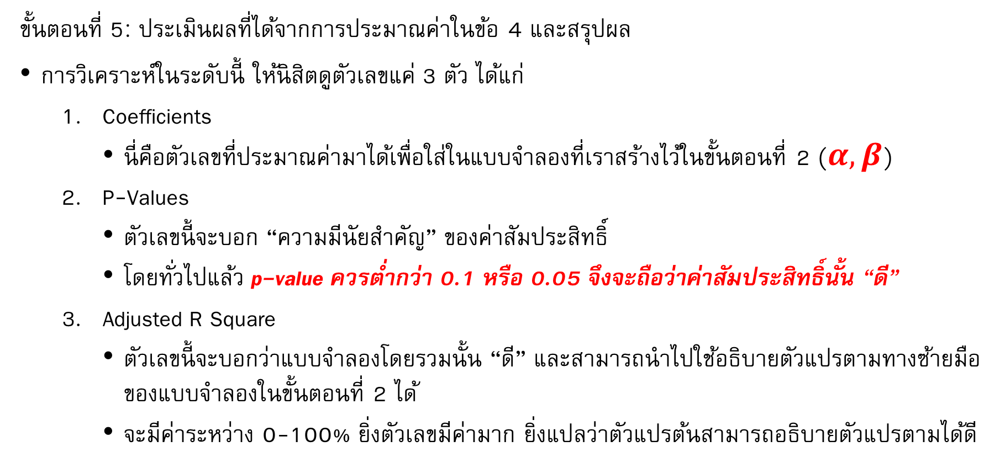 ขั้นตอนที่ 5: ประเมินผลที่ได้จากการประมาณค่าในข้อ 4 และสรุปผล
• การวิเคราะห์ในระดับนี้ ให้นิสิตดูตัวเลขแค่ 3 ตัว ได้แก่
1. Coefficients
• นี่คือตัวเลขที่ประมาณค่ามาได้เพื่อใส่ในแบบจำลองที่เราสร้างไว้ในขั้นตอนที่ 2 (α, β)
2. P-Values
• ตัวเลขนี้จะบอก “ความมีนัยสำคัญ” ของค่าสัมประสิทธิ์
• โดยทั่วไปแล้ว p-value ควรต่ำกว่า 0.1 หรือ 0.05 จึงจะถือว่าค่าสัมประสิทธิ์นั้น “ดี”
3. Adjusted R Square
• ตัวเลขนี้จะบอกว่าแบบจำลองโดยรวมนั้น “ดี” และสามารถนำไปใช้อธิบายตัวแปรตามทางซ้ายมือ
ของแบบจำลองในขั้นตอนที่ 2 ได้
• จะมีค่าระหว่าง 0-100% ยิ่งตัวเลขมีค่ามาก ยิ่งแปลว่าตัวแปรต้นสามารถอธิบายตัวแปรตามได้ดี